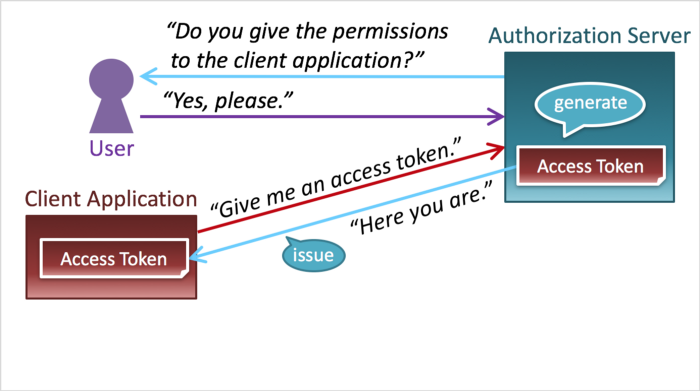 “Do you give the permissions
to the client application?”
Authorization Server
generate
“Yes, please.”
User
Access Token
“Give me an access token.”
Client Application
“Here you are.”
issue
Access Token